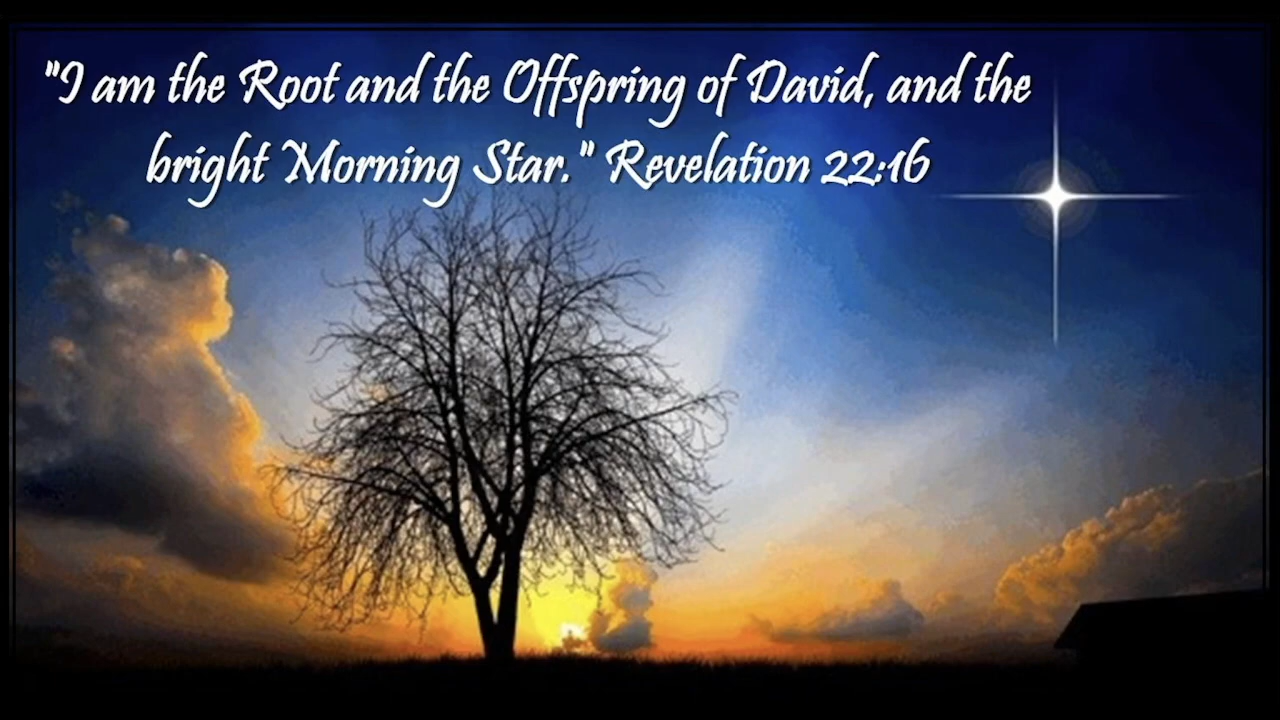 "I am the Root and the Offspring of David, and the
bright Morning Star." Revelation 22:16